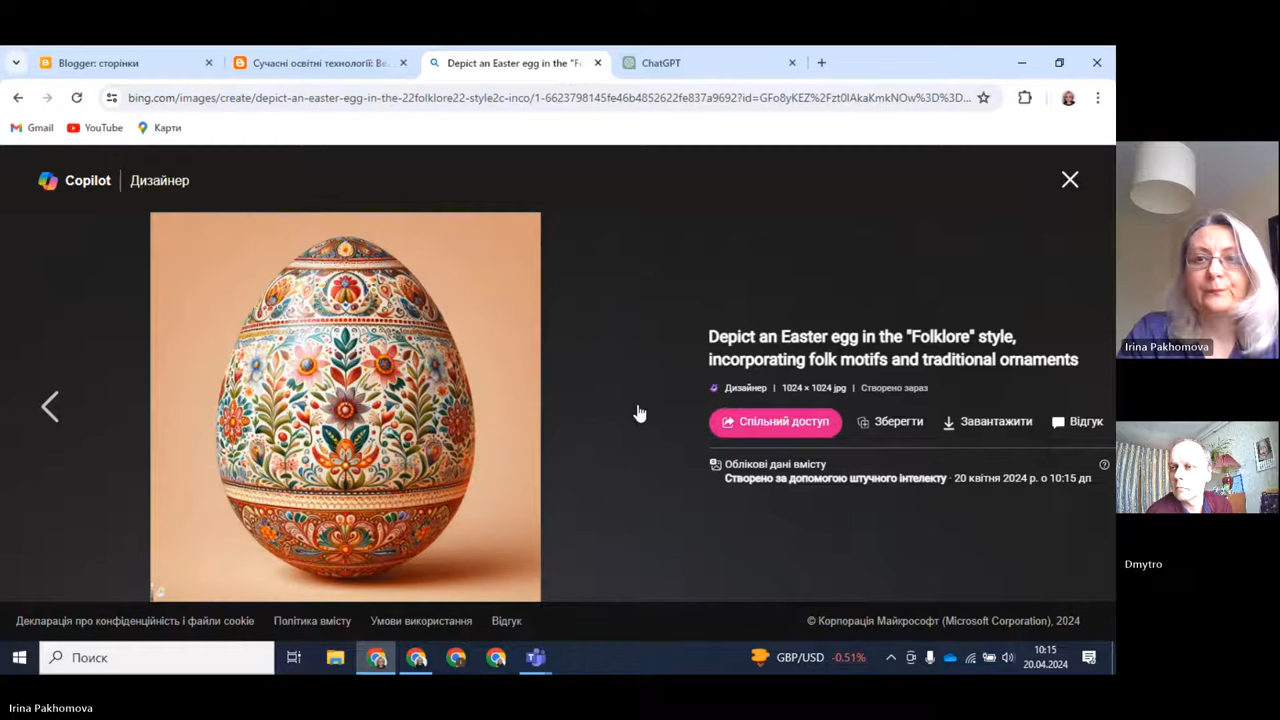 Blogger: сторінки
Сучасні освітні технології: Ве
Depict an Easter egg in the "Fo
ChatGPT
bing.com/images/create/depict-an-easter-egg-in-the-22folklore22-style2c-inco/1-6623798145fe46b4852622fe837a9692?id=GFo8yKEZ%2Fzt0lAkaKmkNOw%3D%3D...
Gmail
YouTube
Карти
Copilot
Дизайнер
Depict an Easter egg in the "Folklore" style,
incorporating folk motifs and traditional ornaments
Дизайнер | 1024 × 1024 jpg | Створено зараз
Спільний доступ
Зберегти
Завантажити
Відгук
Облікові дані вмісту
Створено за допомогою штучного інтелекту · 20 квітня 2024 р. о 10:15 дп
Декларація про конфіденційність і файли cookie
Політика вмісту
Умови використання
Відгук
© Корпорація Майкрософт (Microsoft Corporation), 2024
Поиск
GBP/USD -0.51%
10:15
20.04.2024
Irina Pakhomova
Dmytro
Irina Pakhomova